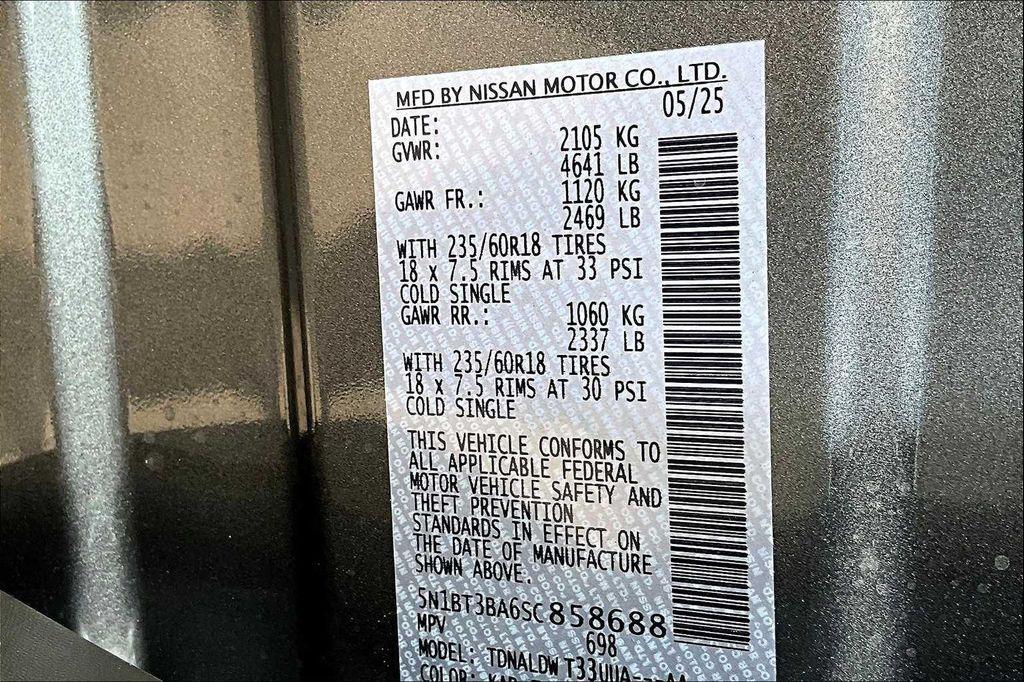 MFD BY NISSAN MOTOR CO., LTD.
DATE: 05/25
GVWR: 2105 KG
4641 LB
GAWR FR.: 1120 KG
2469 LB
WITH 235/60R18 TIRES
18 x 7.5 RIMS AT 33 PSI
COLD SINGLE
GAWR RR.: 1060 KG
2337 LB
WITH 235/60R18 TIRES
18 x 7.5 RIMS AT 30 PSI
COLD SINGLE
THIS VEHICLE CONFORMS TO
ALL APPLICABLE FEDERAL
MOTOR VEHICLE SAFETY AND
THEFT PREVENTION
STANDARDS IN EFFECT ON
THE DATE OF MANUFACTURE
SHOWN ABOVE.
5N1BT3BA6SC858688
MPV 698
MODEL: TDNALDW
COLOR: